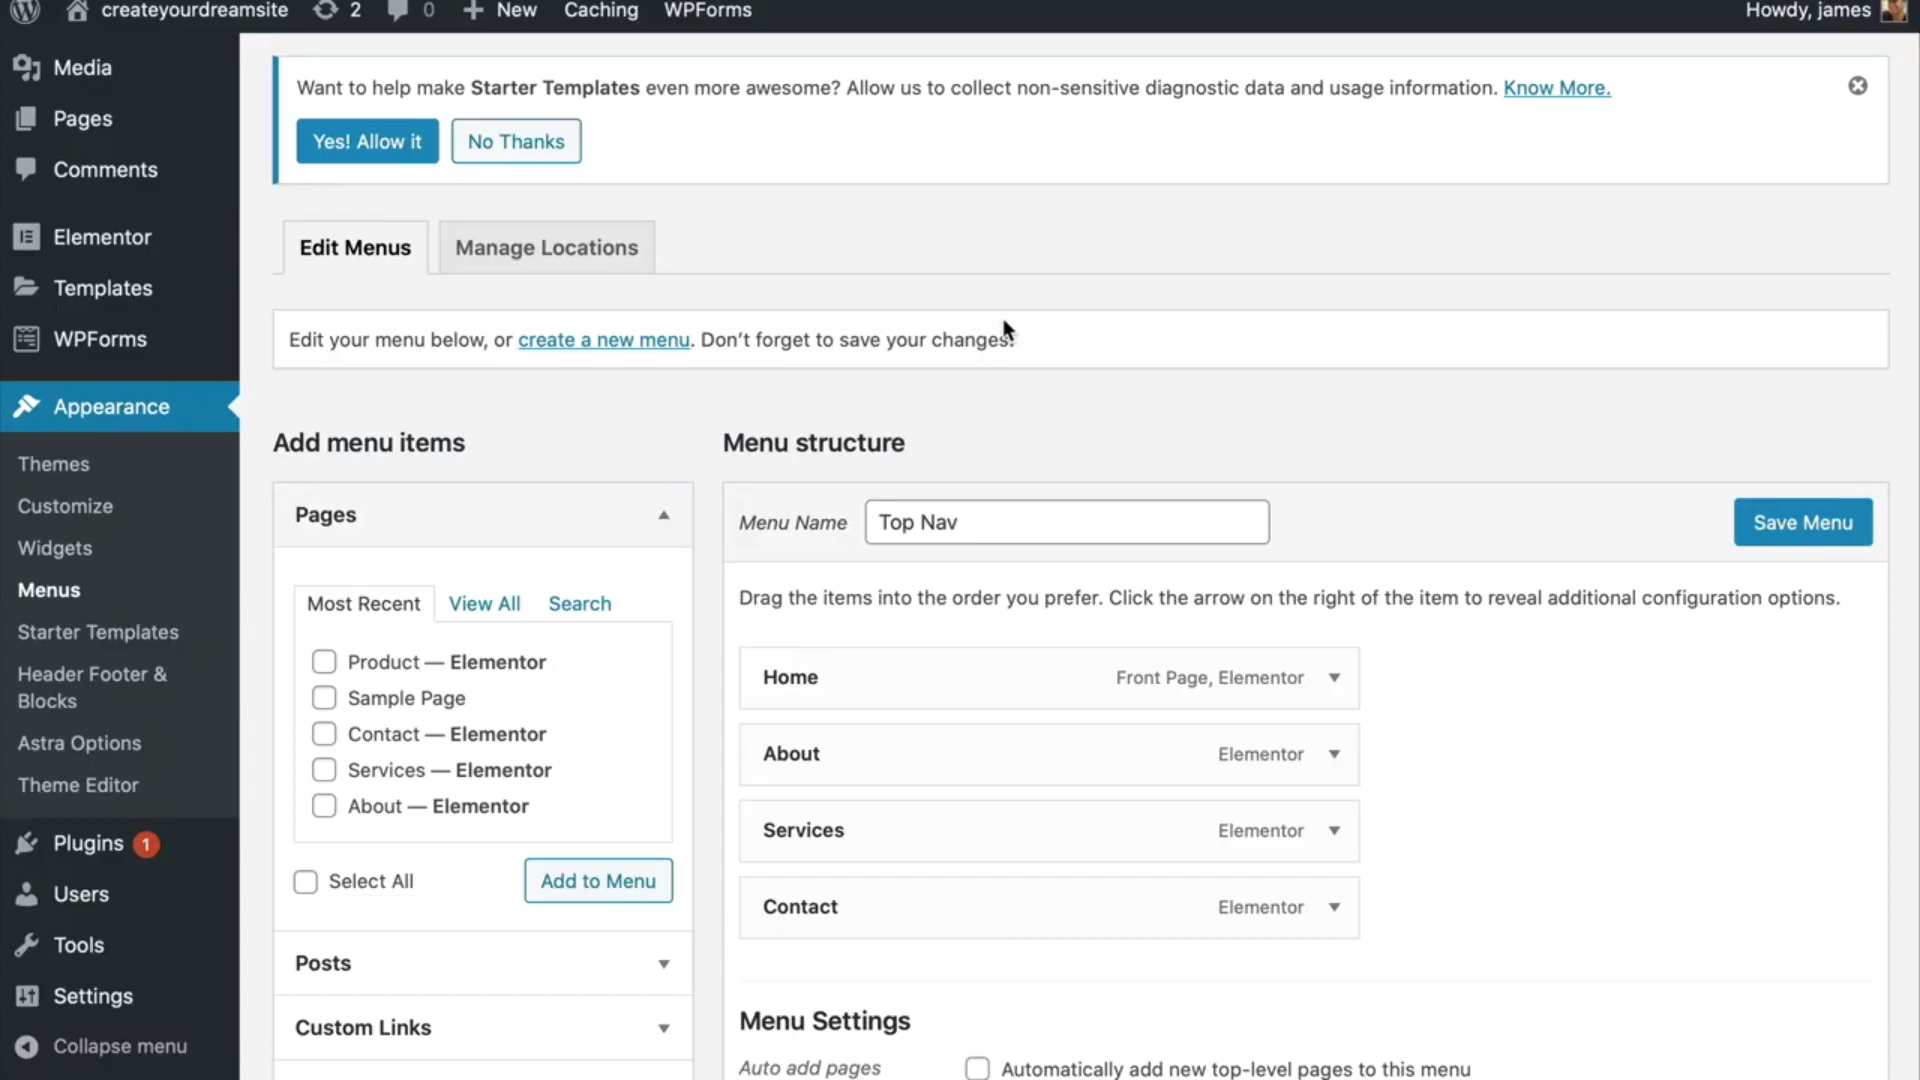 createyourdreamsite 2 0 New Caching WPForms Howdy, james
Media
Pages
Comments
Elementor
Templates
WPForms
Appearance
Themes
Customize
Widgets
Menus
Starter Templates
Header Footer &
Blocks
Astra Options
Theme Editor
Plugins 1
Users
Tools
Settings
Collapse menu
Want to help make Starter Templates even more awesome? Allow us to collect non-sensitive diagnostic data and usage information. Know More.
Yes! Allow it No Thanks
Edit Menus Manage Locations
Edit your menu below, or create a new menu. Don’t forget to save your changes!
Add menu items
Pages
Most Recent View All Search
Product — Elementor
Sample Page
Contact — Elementor
Services — Elementor
About — Elementor
Select All Add to Menu
Posts
Custom Links
Menu structure
Menu Name Top Nav Save Menu
Drag the items into the order you prefer. Click the arrow on the right of the item to reveal additional configuration options.
Home Front Page, Elementor
About Elementor
Services Elementor
Contact Elementor
Menu Settings
Auto add pages Automatically add new top-level pages to this menu